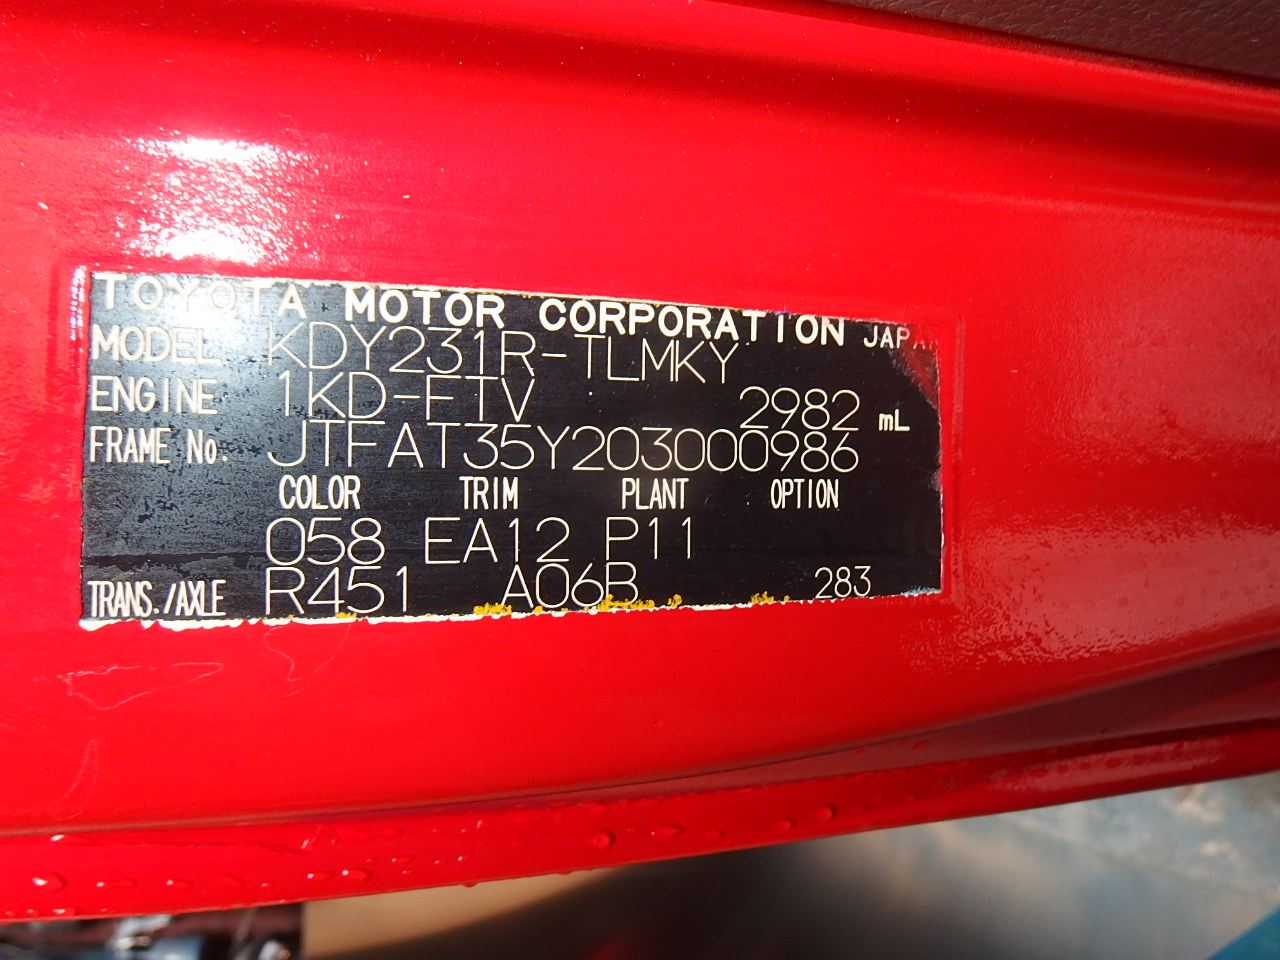 TOYOTA MOTOR CORPORATION JAPAN
MODEL KDY231R-TLMKY
ENGINE 1KD-FTV 2982 mL
FRAME No. JTFAT35Y203000986
COLOR TRIM PLANT OPTION
058 EA12 P11
TRANS./AXLE R451 A06B 283